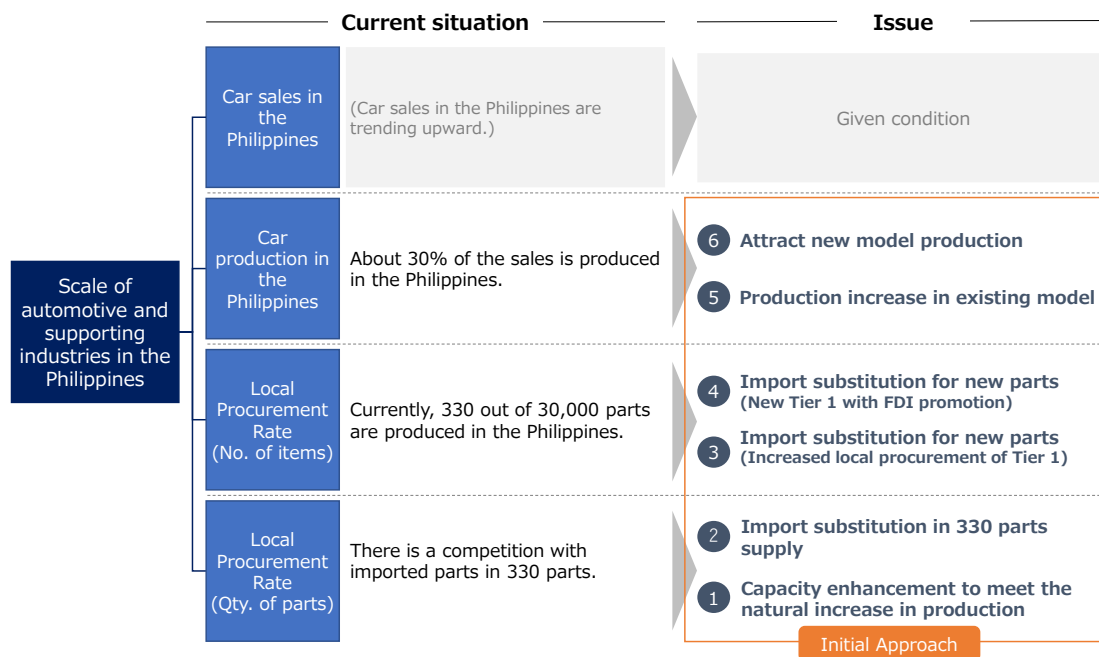 Current situation
Issue
Scale of
automotive and
supporting
industries in the
Philippines
Car sales in
the
Philippines
(Car sales in the Philippines are
trending upward.)
Given condition
Car
production in
the
Philippines
About 30% of the sales is produced
in the Philippines.
6 Attract new model production
5 Production increase in existing model
Local
Procurement
Rate
(No. of items)
Currently, 330 out of 30,000 parts
are produced in the Philippines.
4 Import substitution for new parts
(New Tier 1 with FDI promotion)
3 Import substitution for new parts
(Increased local procurement of Tier 1)
Local
Procurement
Rate
(Qty. of parts)
There is a competition with
imported parts in 330 parts.
2 Import substitution in 330 parts
supply
1 Capacity enhancement to meet the
natural increase in production
Initial Approach